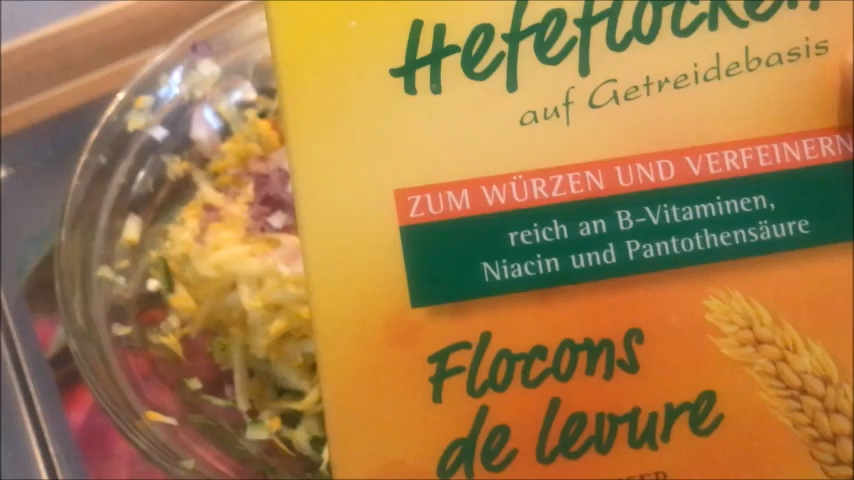 Hefeflocken
auf Getreidebasis
ZUM WÜRZEN UND VERFEINERN
reich an B-Vitaminen,
Niacin und Pantothensäure
Flocons
de levure